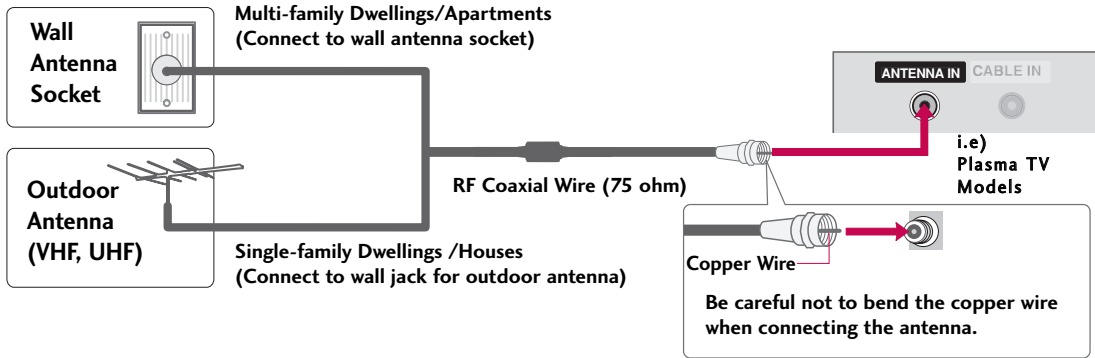 Wall
Antenna
Socket
Multi-family Dwellings/Apartments
(Connect to wall antenna socket)
ANTENNA IN CABLE IN
i.e)
Plasma TV
Models
RF Coaxial Wire (75 ohm)
Outdoor
Antenna
(VHF, UHF)
Single-family Dwellings /Houses
(Connect to wall jack for outdoor antenna)
Copper Wire
Be careful not to bend the copper wire
when connecting the antenna.